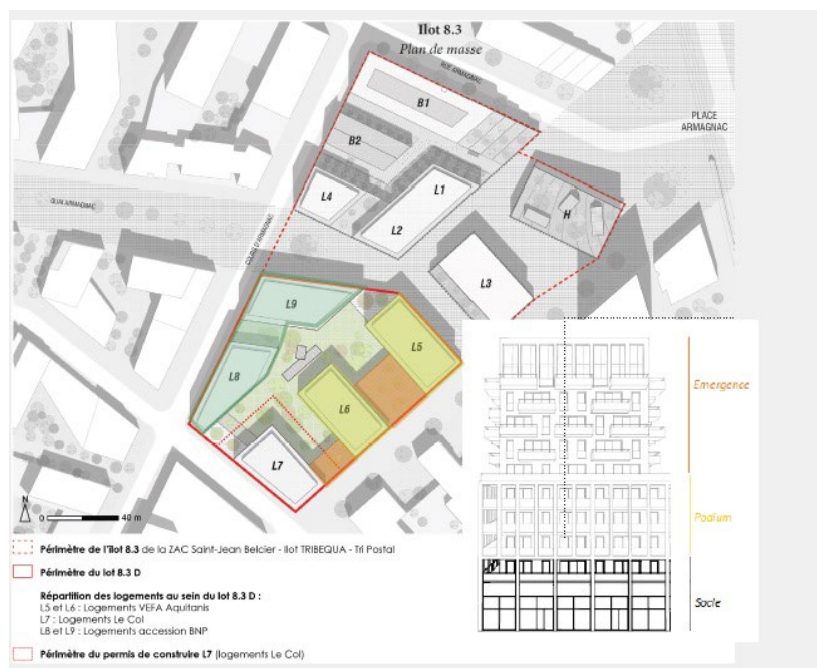 Ilot 8.3
Plan de masse
RUE ARMAGNAC
B1
PLACE
ARMAGNAC
B2
L1
L4
QUAI ARMAGNAC
H
L2
COURS D'ARMAGNAC
L3
L9
L5
L8
Emergence
L6
L7
N
0 40 m
Podium
Périmètre de l'îlot 8.3 de la ZAC Saint-Jean Belcier - Ilot TRIBEQUA - Tri Postal
Périmètre du lot 8.3 D
Répartition des logements au sein du lot 8.3 D :
L5 et L6 : Logements VEFA Aquitanis
L7 : Logements Le Col
L8 et L9 : Logements accession BNP
Socle
Périmètre du permis de construire L7 (logements Le Col)